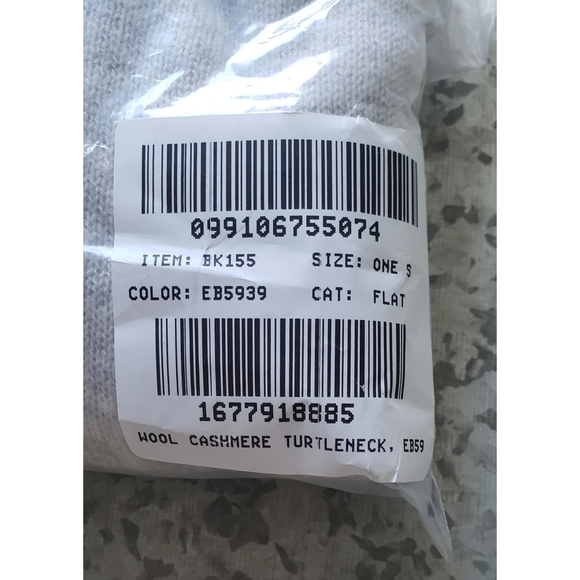 099106755074
ITEM: BK155 SIZE: ONE S
COLOR: EB5939 CAT: FLAT
1677918885
WOOL CASHMERE TURTLENECK, EB59